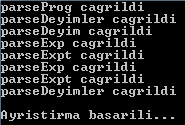 parseProg cagrildi
parseDeyimler cagrildi
parseDeyim cagrildi
parseExp cagrildi
parseExpt cagrildi
parseExp cagrildi
parseExpt cagrildi
parseDeyimler cagrildi
Ayristirma basarili...